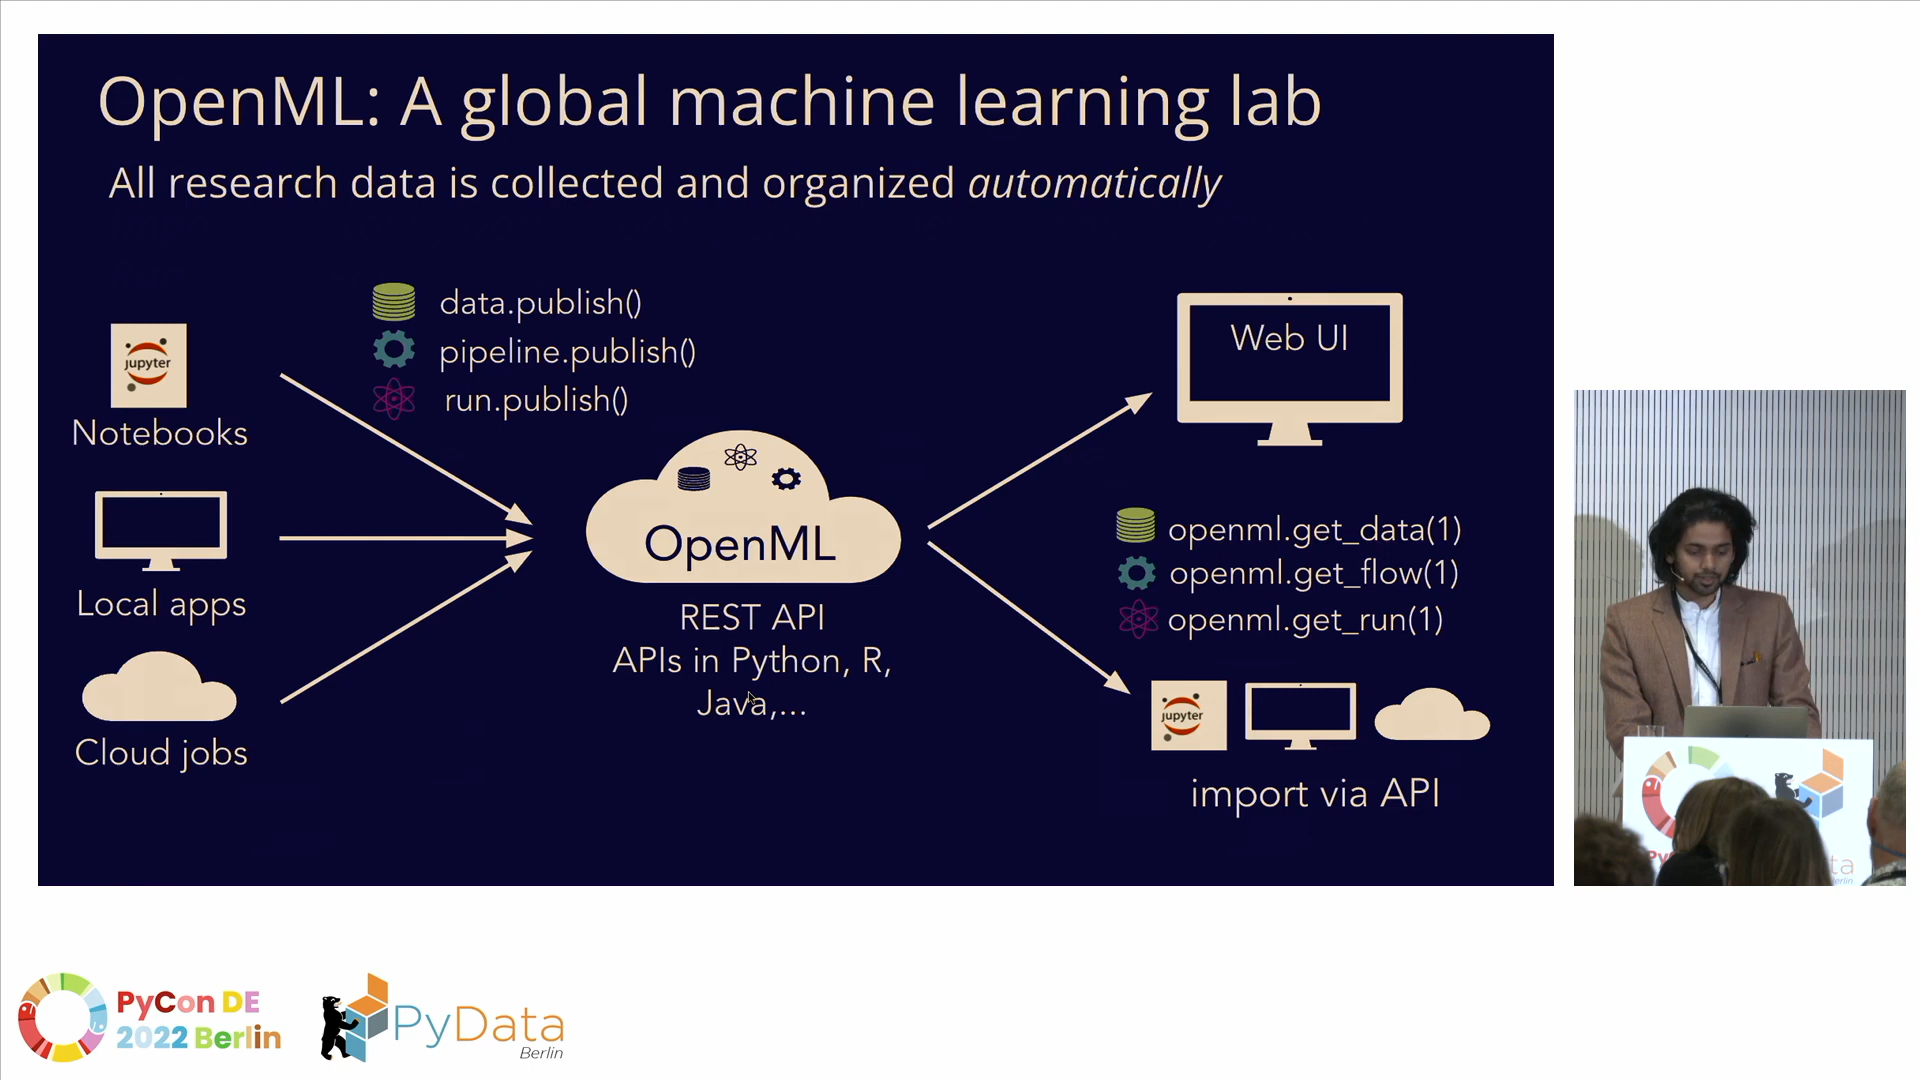 OpenML: A global machine learning lab
All research data is collected and organized automatically
data.publish()
pipeline.publish()
run.publish()
jupyter
Notebooks
Local apps
Cloud jobs
OpenML
REST API
APIs in Python, R,
Java,...
Web UI
openml.get_data(1)
openml.get_flow(1)
openml.get_run(1)
jupyter
import via API
PyCon DE
2022 Berlin
PyData
Berlin